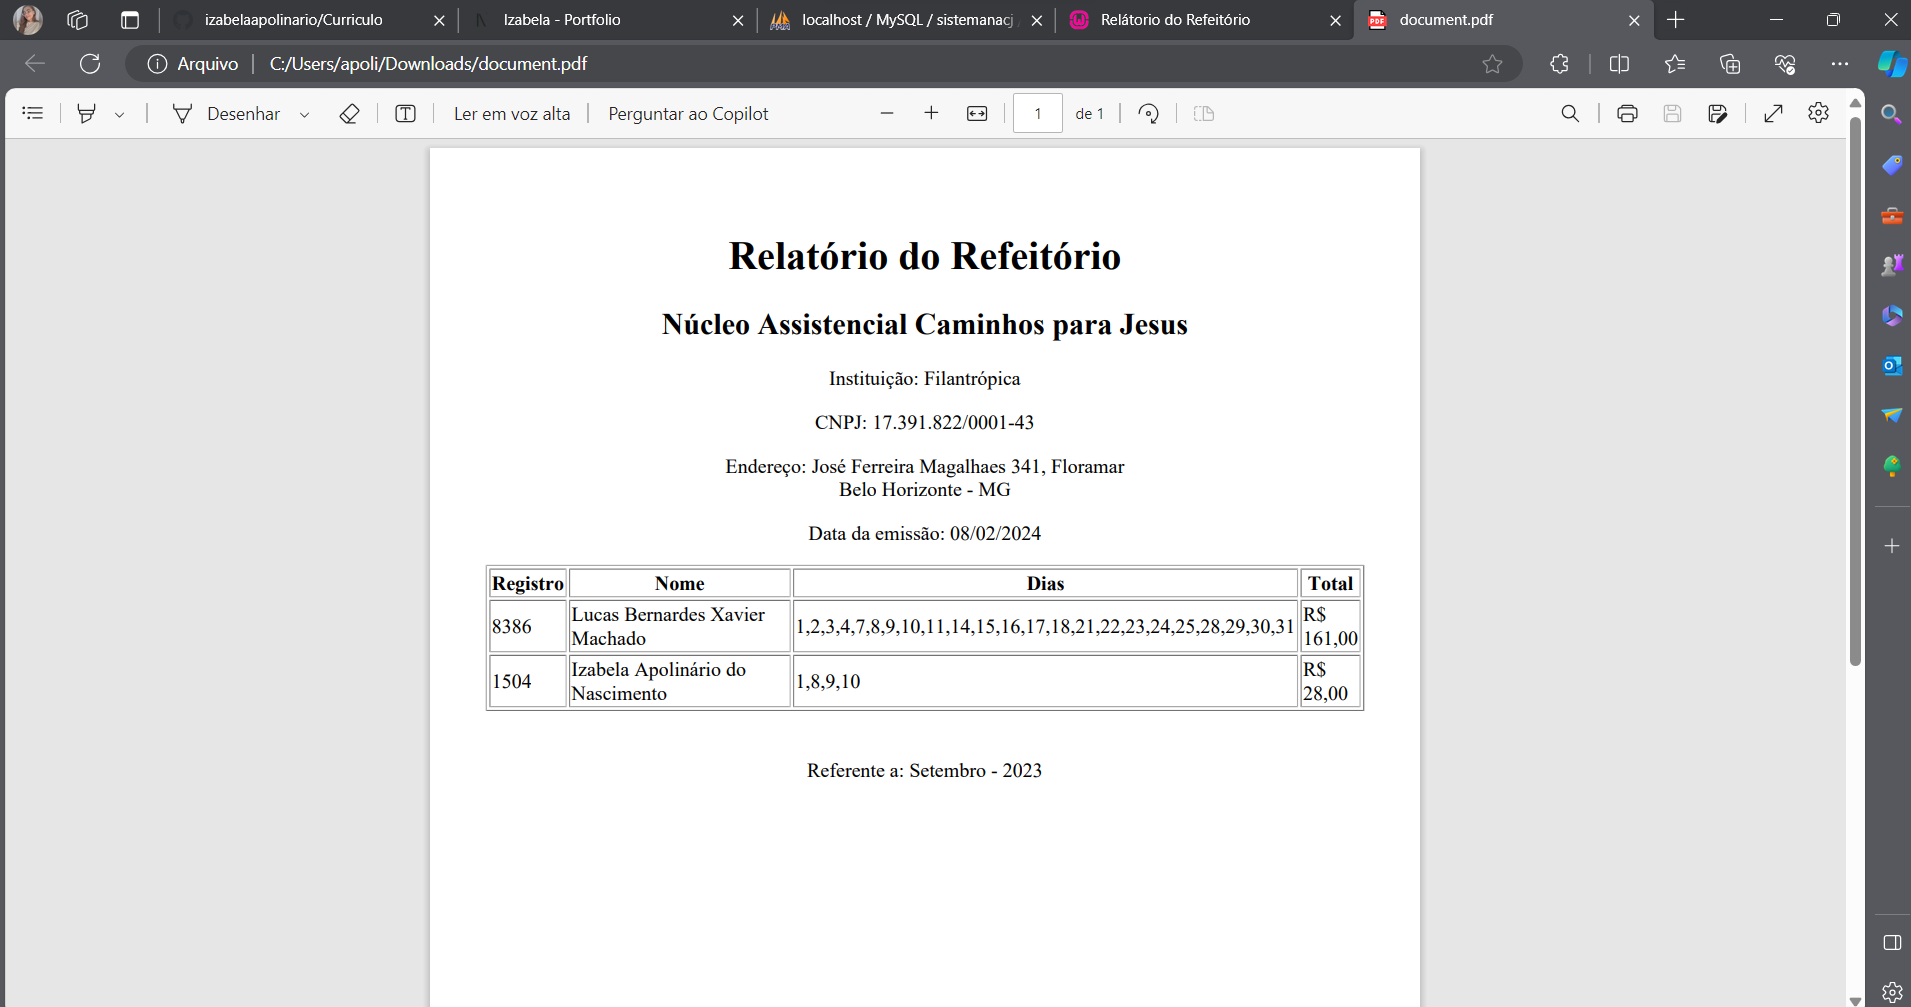 izabelaapolinario/Curriculo
Izabela - Portfolio
localhost / MySQL / sistemanacj
Relátorio do Refeitório
document.pdf
Arquivo
C:/Users/apoli/Downloads/document.pdf
Desenhar
Ler em voz alta
Perguntar ao Copilot
1
de 1
Relatório do Refeitório
Núcleo Assistencial Caminhos para Jesus
Instituição: Filantrópica
CNPJ: 17.391.822/0001-43
Endereço: José Ferreira Magalhaes 341, Floramar
Belo Horizonte - MG
Data da emissão: 08/02/2024
Registro Nome Dias Total
8386 Lucas Bernardes Xavier Machado 1,2,3,4,7,8,9,10,11,14,15,16,17,18,21,22,23,24,25,28,29,30,31 R$ 161,00
1504 Izabela Apolinário do Nascimento 1,8,9,10 R$ 28,00
Referente a: Setembro - 2023